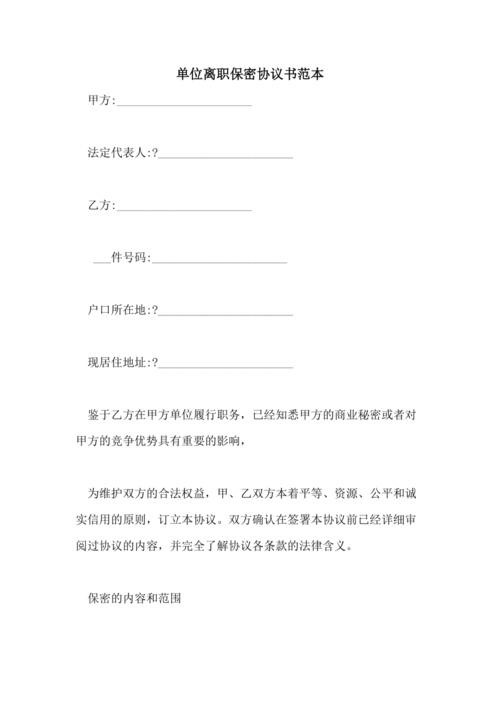 单位离职保密协议书范本
甲方:______________________
法定代表人:?______________________
乙方:______________________
___件号码:______________________
户口所在地:?______________________
现居住地址:?______________________
鉴于乙方在甲方单位履行职务，已经知悉甲方的商业秘密或者对
甲方的竞争优势具有重要的影响，
为维护双方的合法权益，甲、乙双方本着平等、资源、公平和诚
实信用的原则，订立本协议。双方确认在签署本协议前已经详细审
阅过协议的内容，并完全了解协议各条款的法律含义。
保密的内容和范围